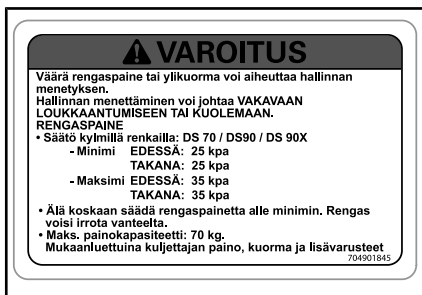 VAROITUS
Väärä rengaspaine tai ylikuorma voi aiheuttaa hallinnan
menetyksen.
Hallinnan menettäminen voi johtaa VAKAVAAN
LOUKKAANTUMISEEN TAI KUOLEMAAN.
RENGASPAINE
• Säätö kylmillä renkailla: DS 70 / DS90 / DS 90X
- Minimi EDESSÄ: 25 kpa
TAKANA: 25 kpa
- Maksimi EDESSÄ: 35 kpa
TAKANA: 35 kpa
• Älä koskaan säädä rengaspainetta alle minimin. Rengas
voisi irrota vanteelta.
• Maks. painokapasiteetti: 70 kg.
Mukaanluettuina kuljettajan paino, kuorma ja lisävarusteet
704901845